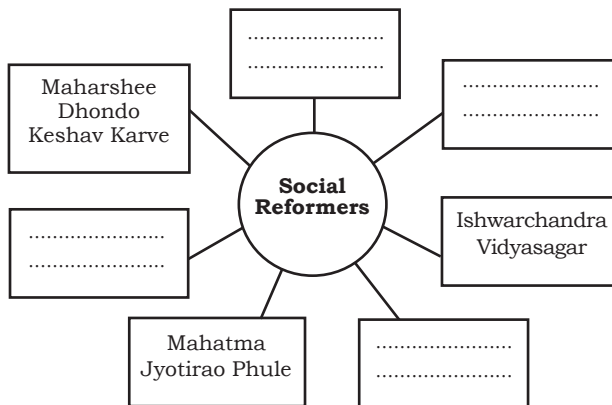 ........................
........................
Maharshee
Dhondo
Keshav Karve
........................
........................
Social
Reformers
Ishwarchandra
Vidyasagar
........................
........................
Mahatma
Jyotirao Phule
........................
........................